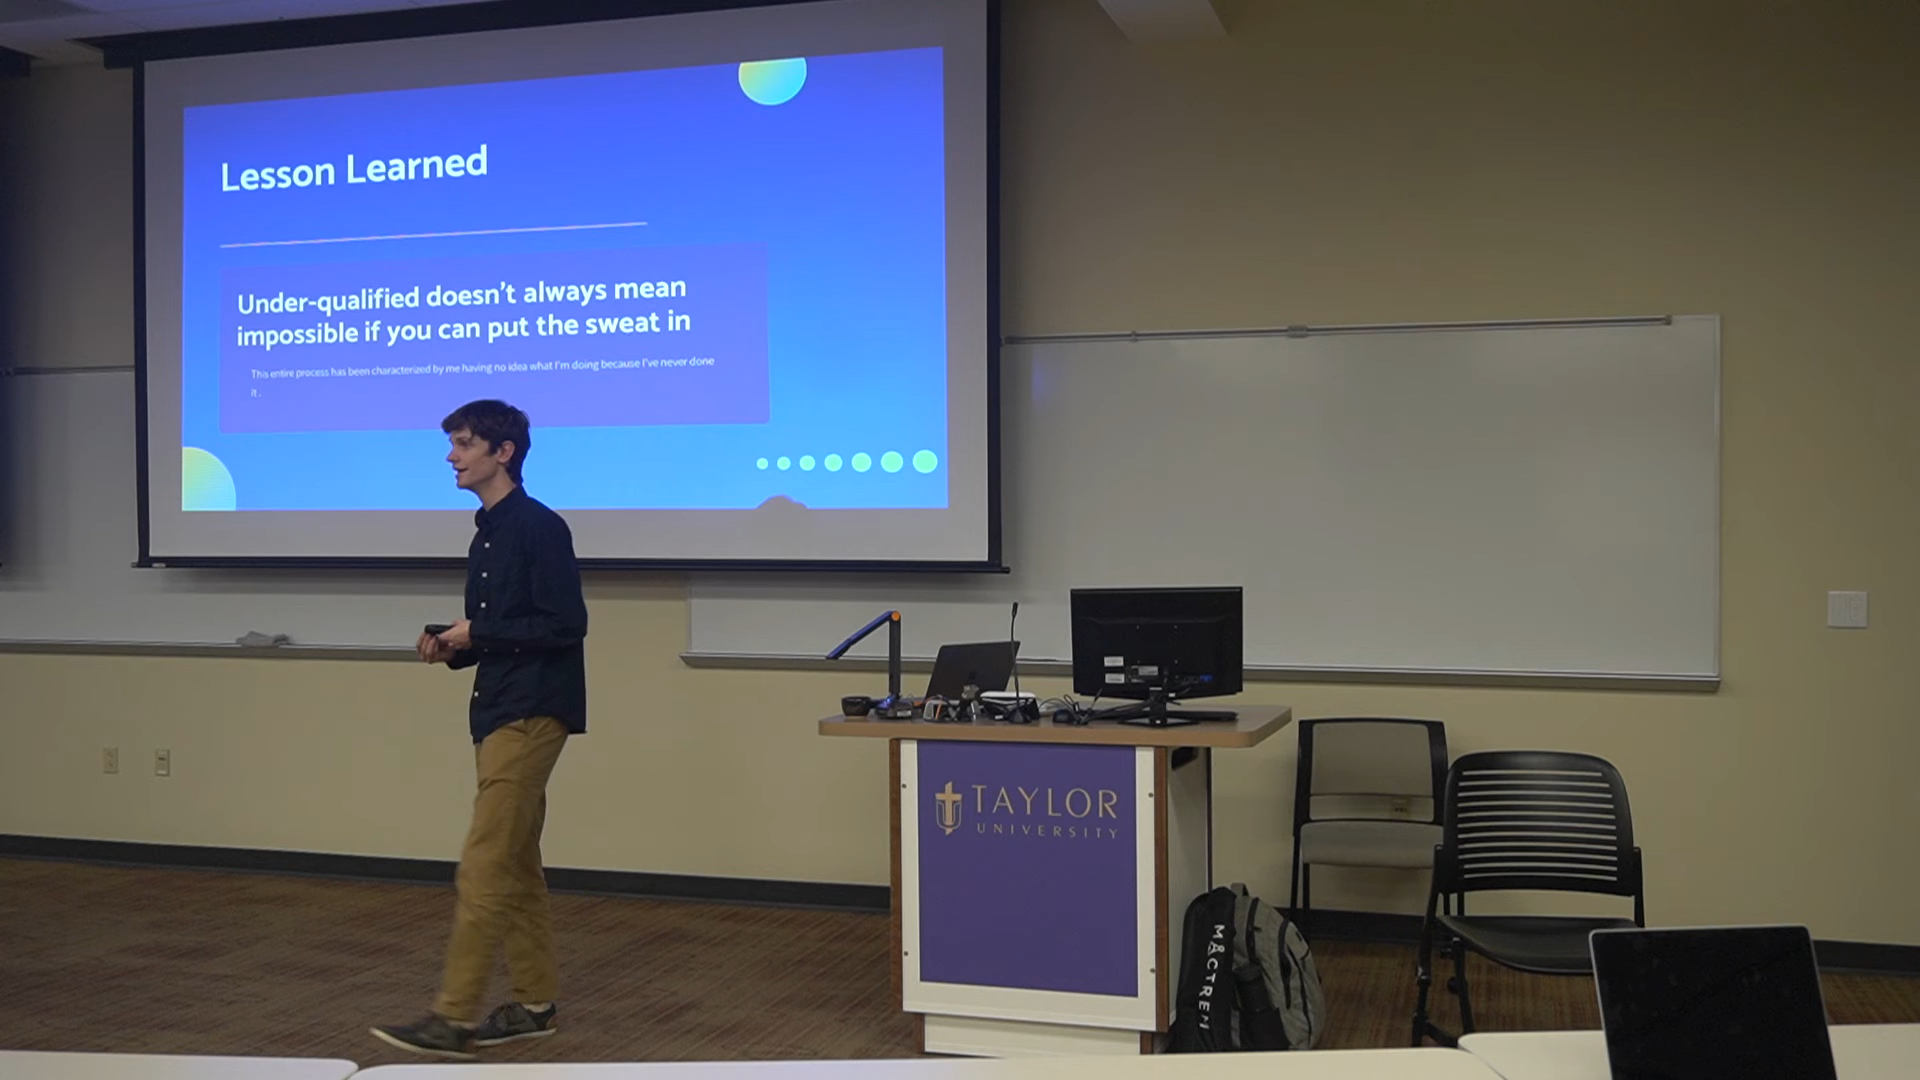 Lesson Learned
Under-qualified doesn't always mean
impossible if you can put the sweat in
This entire process has been characterized by me having no idea what I'm doing because I've never done
it .
TAYLOR
UNIVERSITY